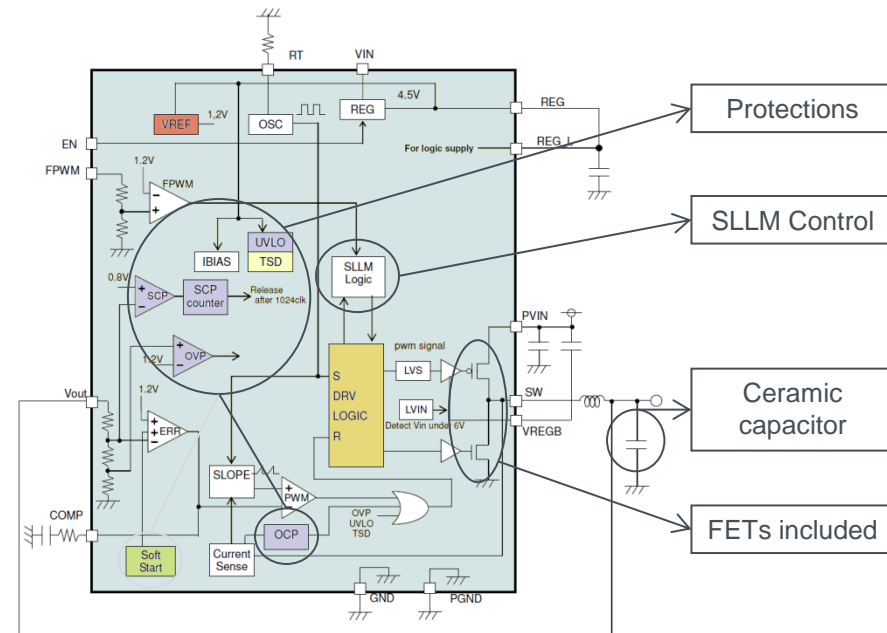 RT
VIN
Protections
4.5V
REG
REG
1.2V
VREF
OSC
REG_L
EN
For logic supply
FPWM
1.2V
FPWM
SLLM Control
UVLO
IBIAS
TSD
SLLM
Logic
0.8V
+
SCP
−
SCP
counter
Release
after 1024clk
PVIN
pwm signal
+
OVP
−
1.2V
S
LVS
DRV
SW
Vout
1.2V
LOGIC
LVIN
Ceramic
capacitor
+
+
ERR
−
R
Detect Vin under 6V
VREGB
SLOPE
+
PWM
−
COMP
OVP
UVLO
TSD
FETs included
OCP
Soft
Start
Current
Sense
GND
PGND